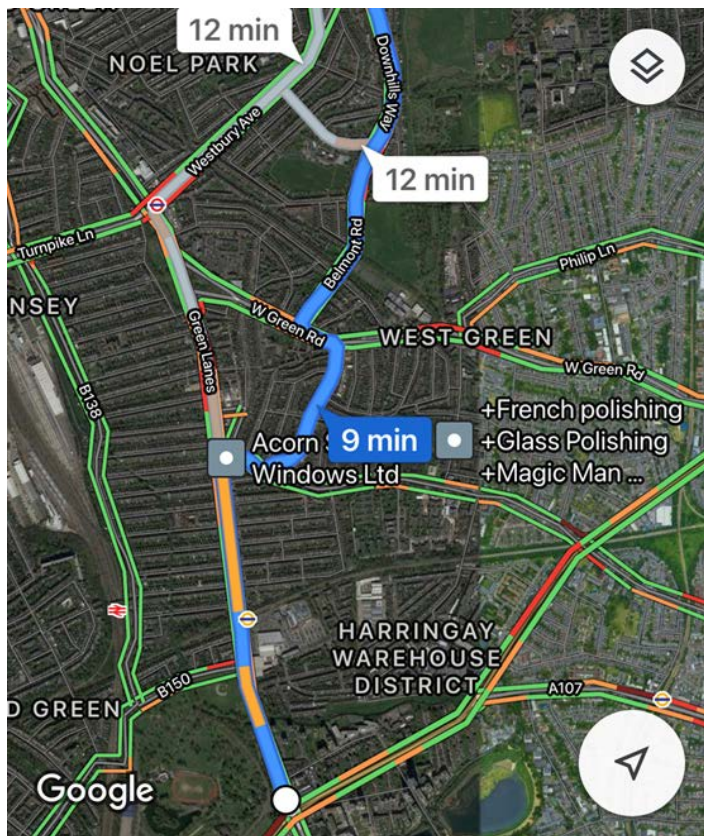 12 min
NOEL PARK
Downhills Way
Westbury Ave
12 min
Turnpike Ln
Belmont Rd
Philip Ln
NSEY
W Green Rd
WEST GREEN
Green Lanes
W Green Rd
B138
+French polishing
+Glass Polishing
+Magic Man ...
9 min
Acorn S
Windows Ltd
HARRINGAY
WAREHOUSE
DISTRICT
B150
A107
D GREEN
Google